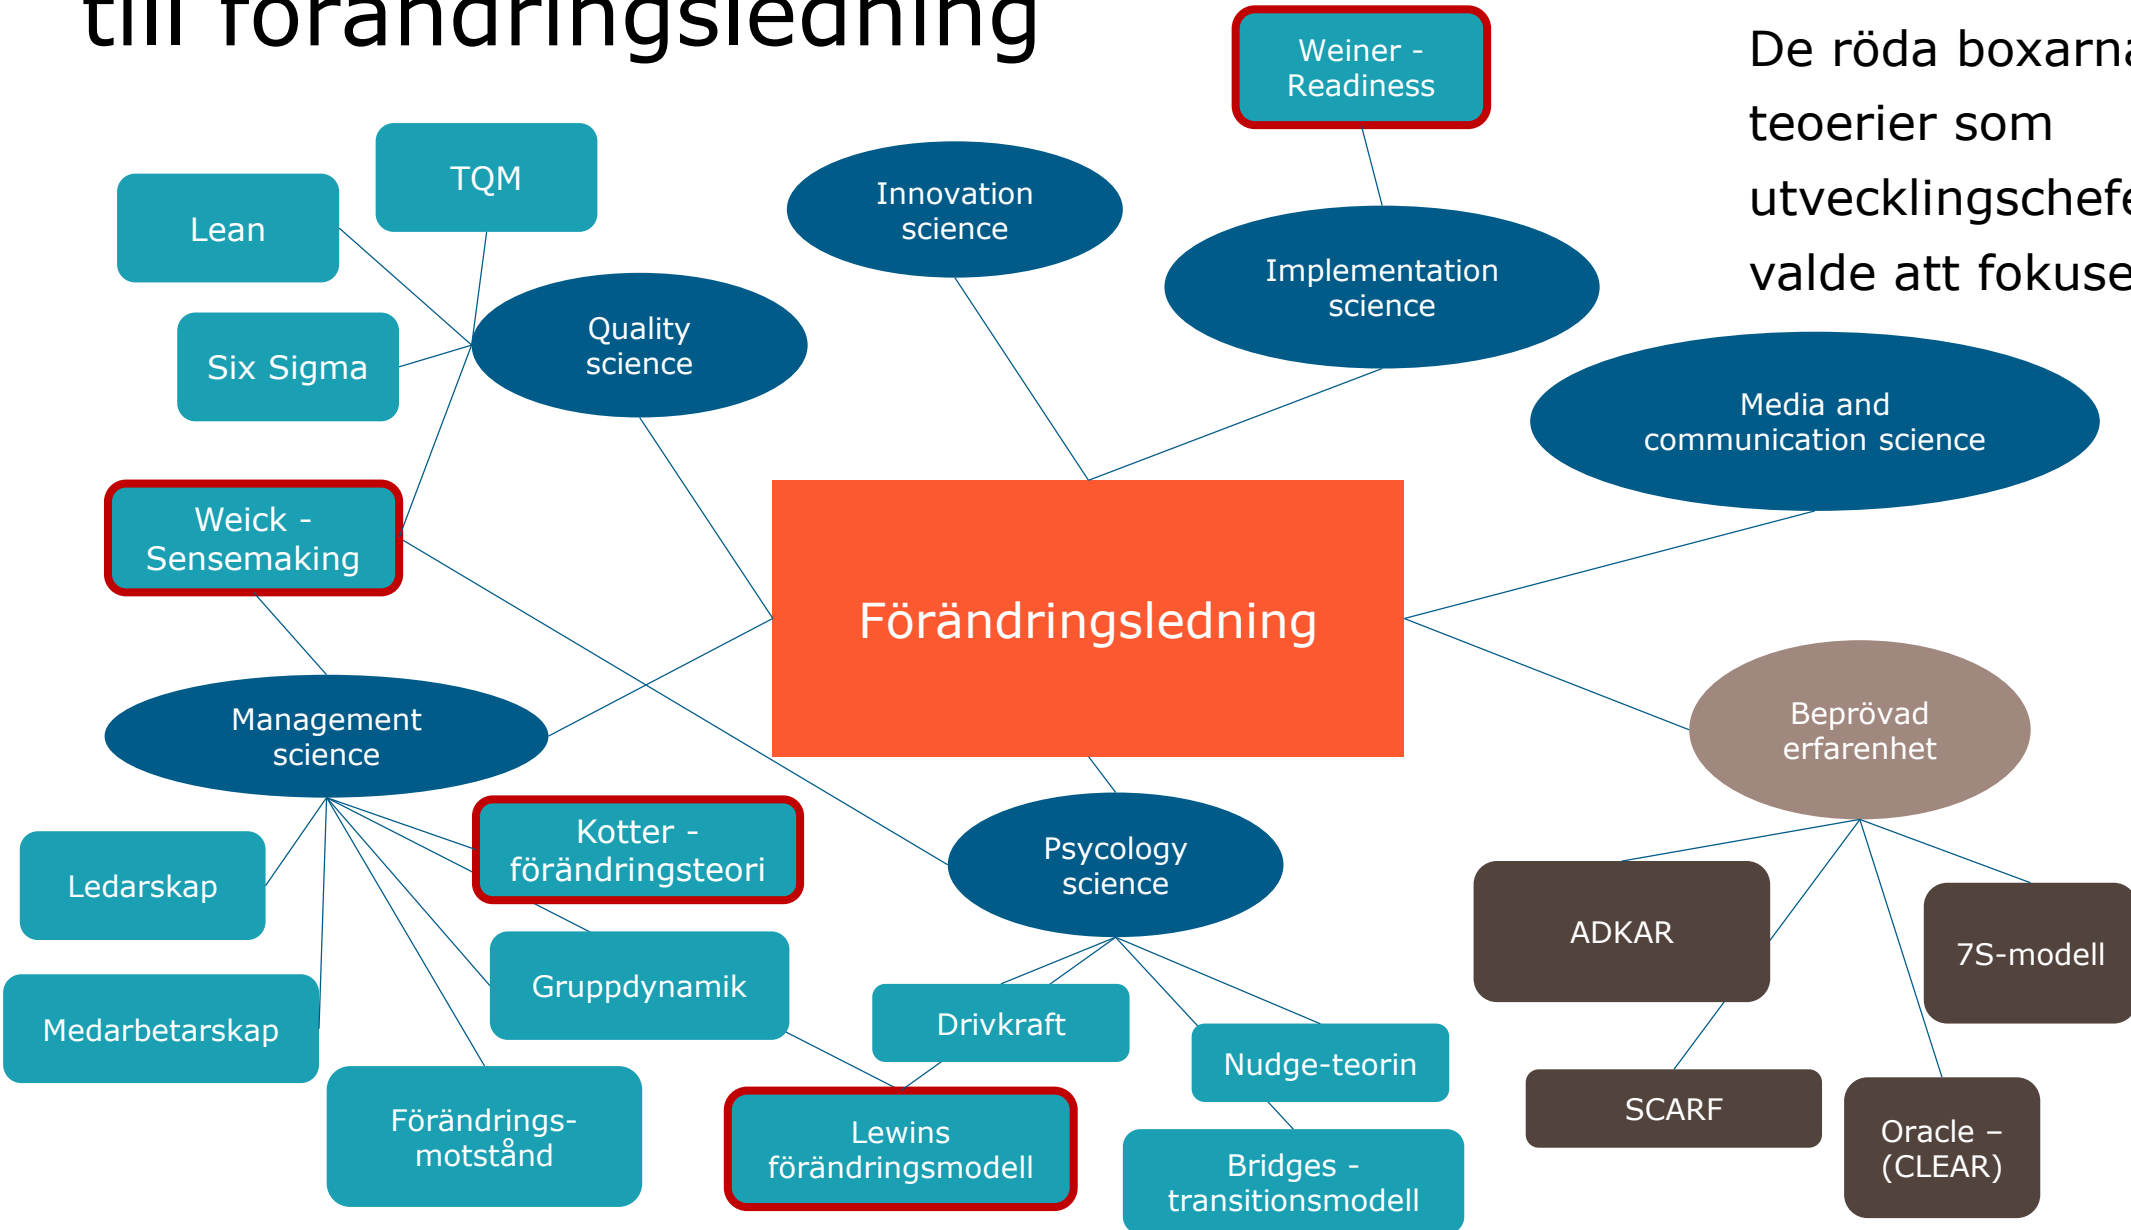 till förändringsledning
De röda boxarna
teoerier som
utvecklingschefe
valde att fokuse
Weiner -
Readiness
TQM
Lean
Innovation
science
Implementation
science
Quality
science
Six Sigma
Media and
communication science
Weick -
Sensemaking
Förändringsledning
Management
science
Beprövad
erfarenhet
Kotter -
förändringsteori
Psycology
science
Ledarskap
ADKAR
7S-modell
Gruppdynamik
Medarbetarskap
Drivkraft
Nudge-teorin
Förändrings-
motstånd
Lewins
förändringsmodell
SCARF
Oracle –
(CLEAR)
Bridges -
transitionsmodell